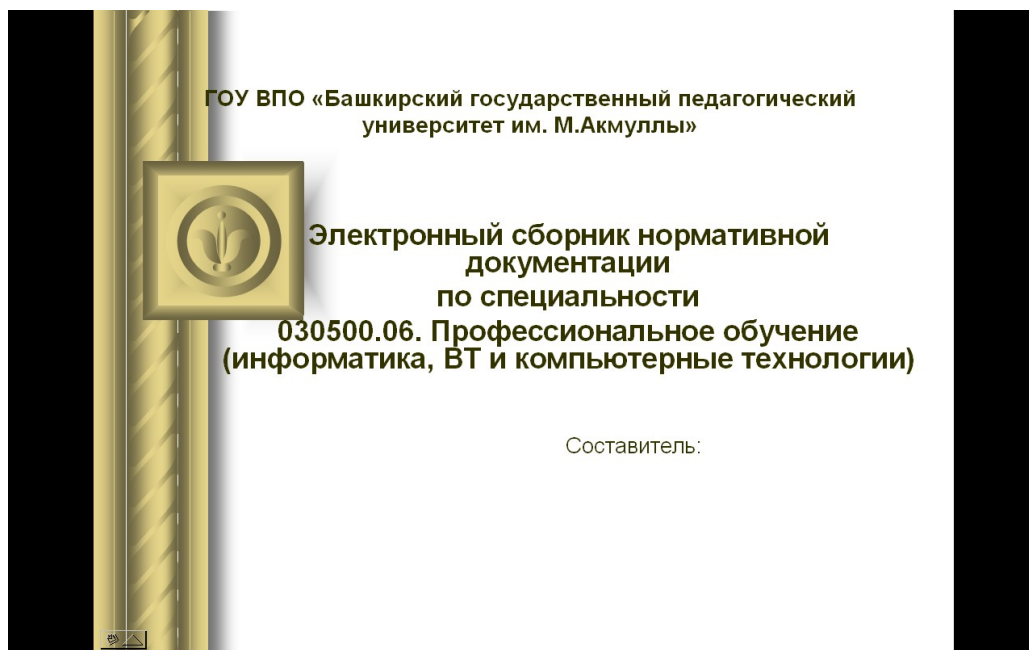 ГОУ ВПО «Башкирский государственный педагогический
университет им. М.Акмуллы»
Электронный сборник нормативной
документации
по специальности
030500.06. Профессиональное обучение
(информатика, ВТ и компьютерные технологии)
Составитель: